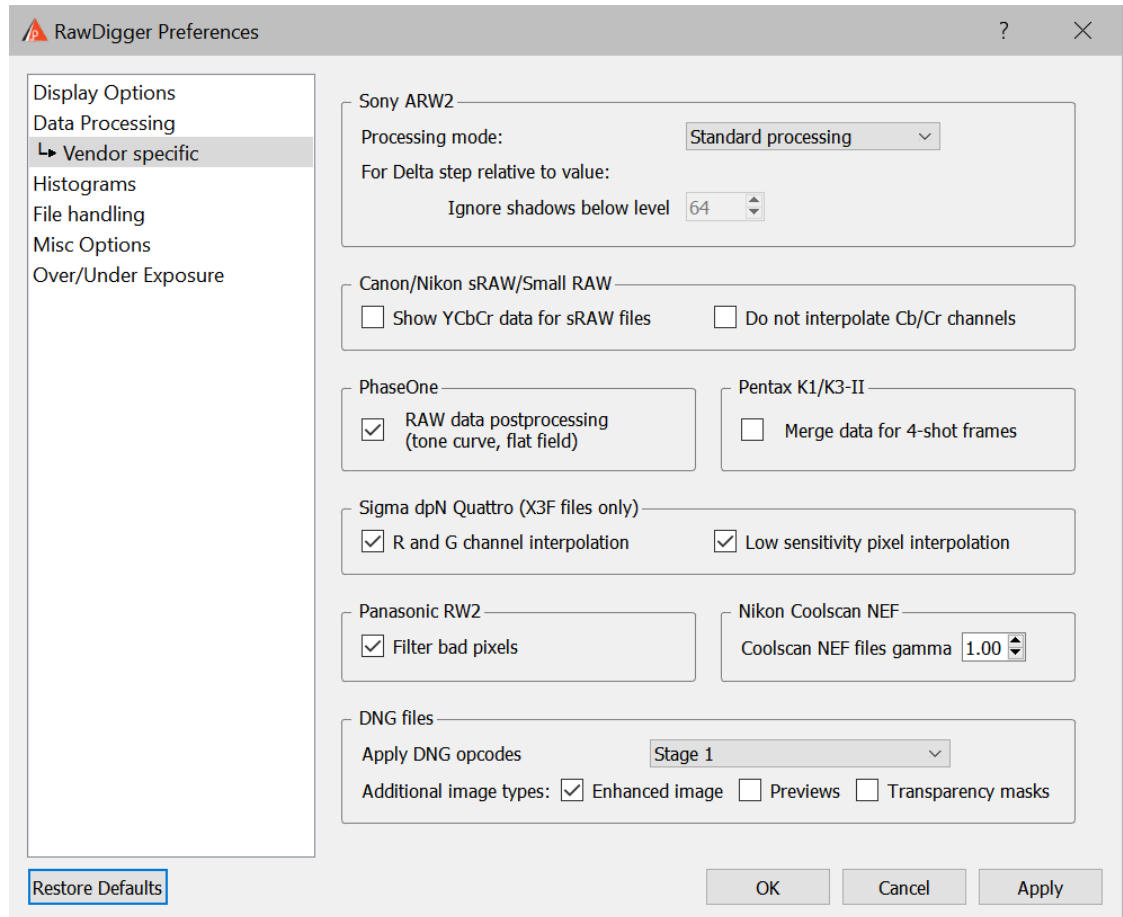 RawDigger Preferences
Display Options
Data Processing
Vendor specific
Histograms
File handling
Misc Options
Over/Under Exposure
Sony ARW2
Processing mode: Standard processing
For Delta step relative to value:
Ignore shadows below level 64
Canon/Nikon sRAW/Small RAW
Show YCbCr data for sRAW files Do not interpolate Cb/Cr channels
PhaseOne
RAW data postprocessing
(tone curve, flat field)
Pentax K1/K3-II
Merge data for 4-shot frames
Sigma dpN Quattro (X3F files only)
R and G channel interpolation Low sensitivity pixel interpolation
Panasonic RW2
Filter bad pixels
Nikon Coolscan NEF
Coolscan NEF files gamma 1.00
DNG files
Apply DNG opcodes Stage 1
Additional image types: Enhanced image Previews Transparency masks
Restore Defaults OK Cancel Apply